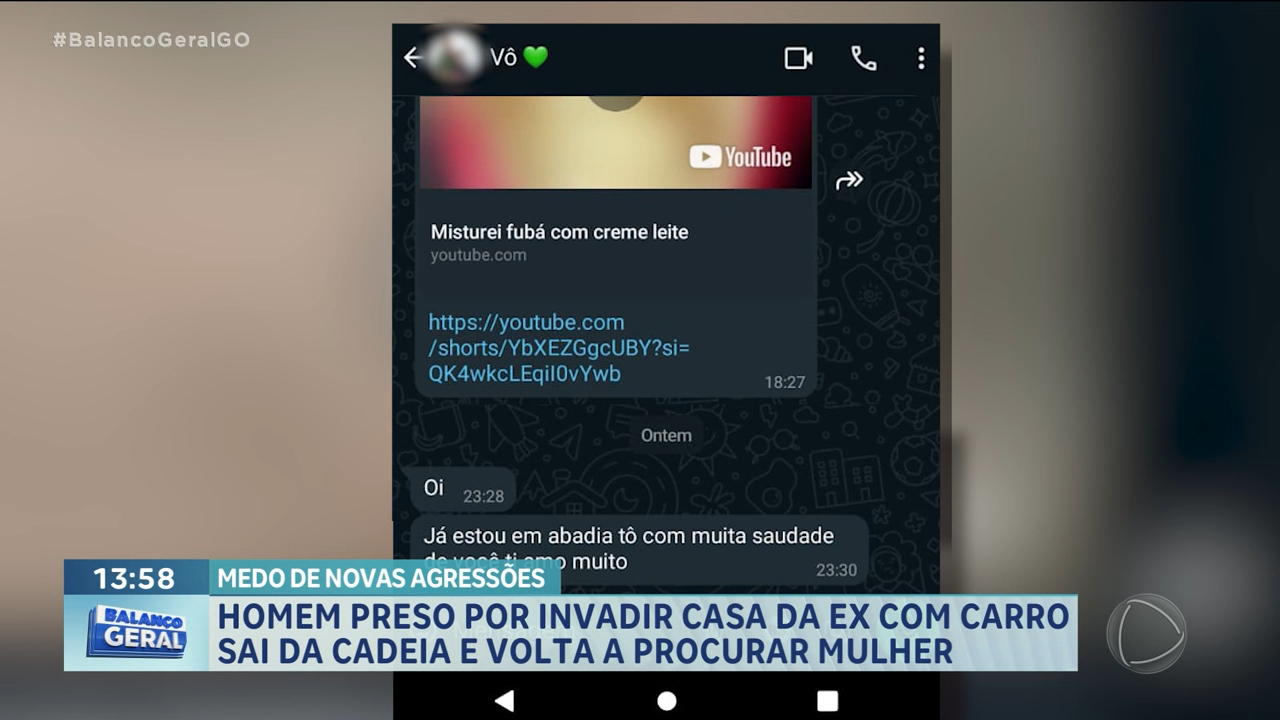 #BalancoGeralGO
Vô
YouTube
Misturei fubá com creme leite
youtube.com
https://youtube.com
/shorts/YbXEZGgcUBY?si=
QK4wkcLEqiI0vYwb
18:27
Ontem
Oi 23:28
Já estou em abadia tô com muita saudade
de você ti amo muito 23:30
13:58 MEDO DE NOVAS AGRESSÕES
BALANÇO
GERAL
HOMEM PRESO POR INVADIR CASA DA EX COM CARRO
SAI DA CADEIA E VOLTA A PROCURAR MULHER